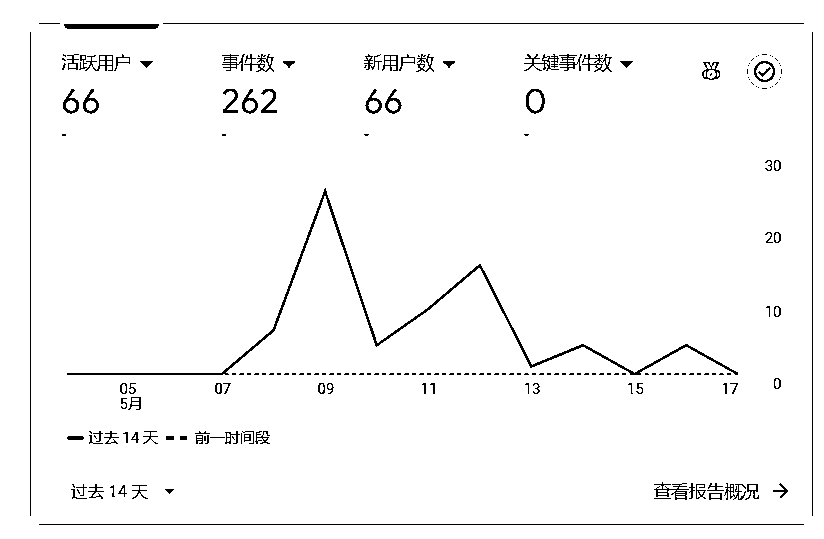 活跃用户 事件数 新用户数 关键事件数
66 262 66 0
- - - -
30
20
10
0
05 07 09 11 13 15 17
5月
过去 14 天 前一时间段
过去 14 天 查看报告概况